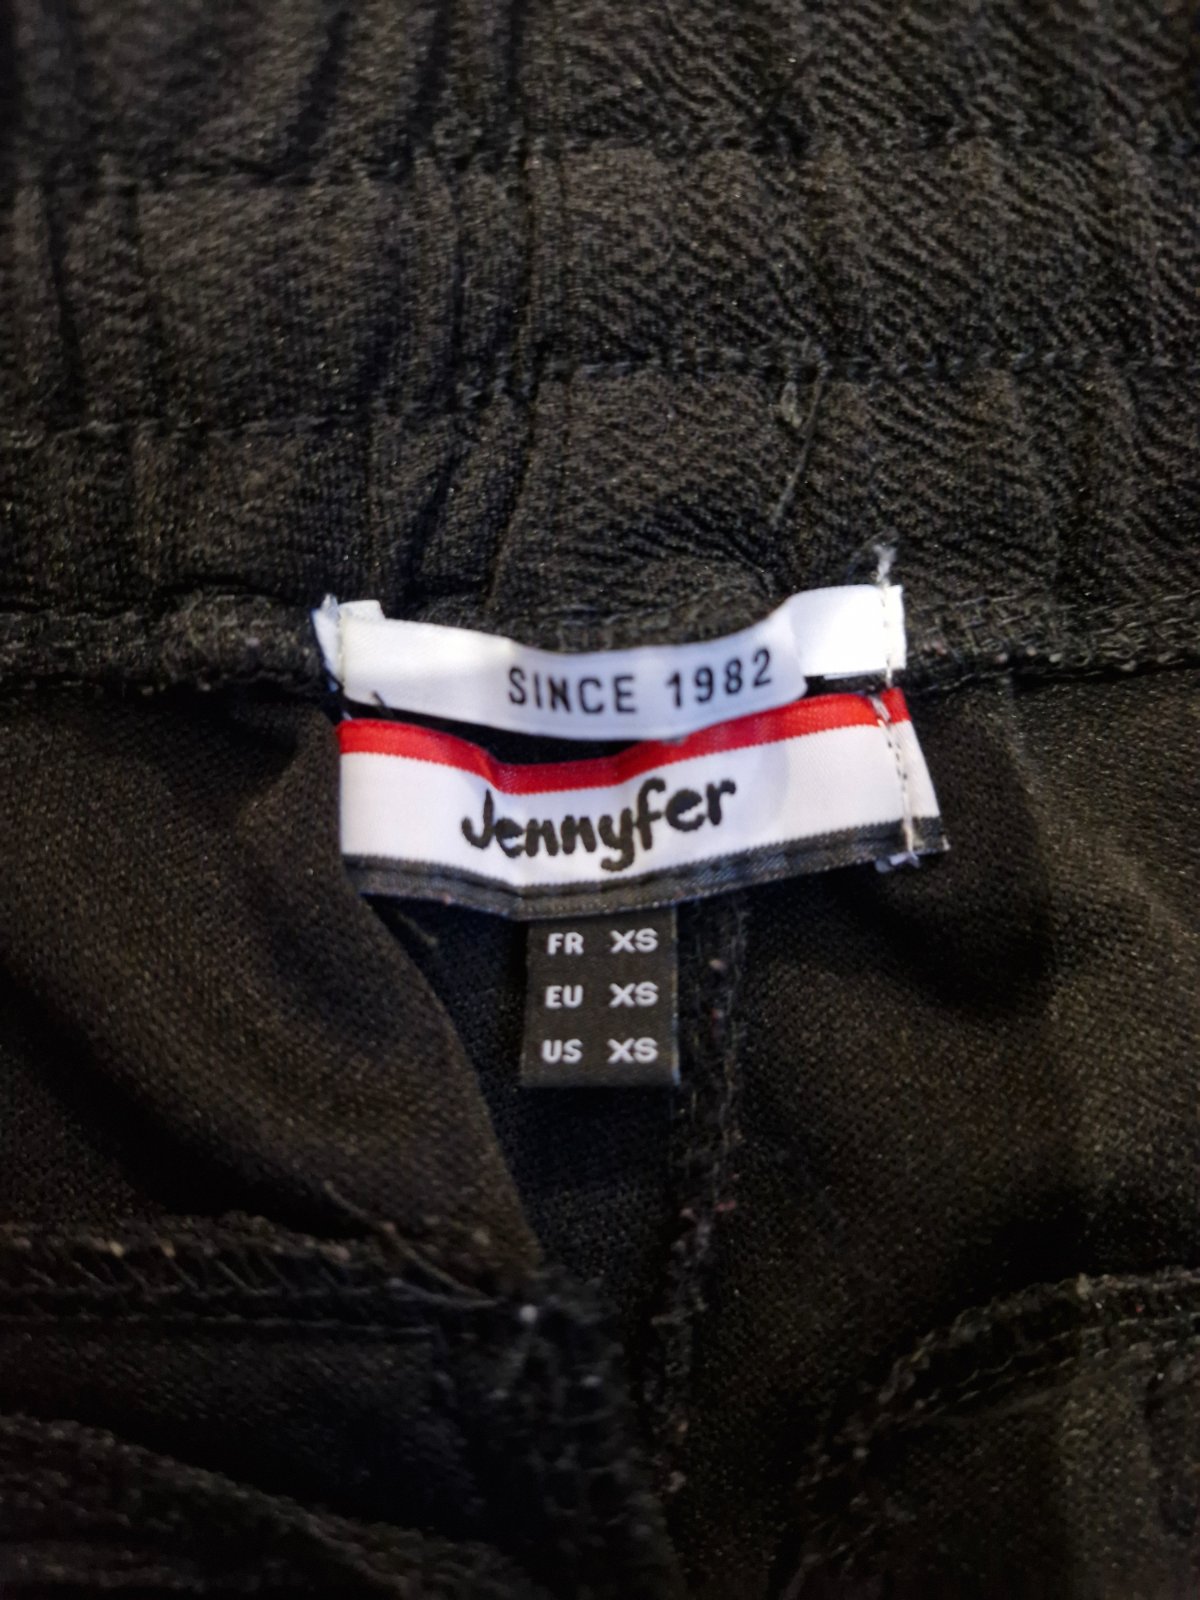 SINCE 1982
Jennyfer
FR XS
EU XS
US XS